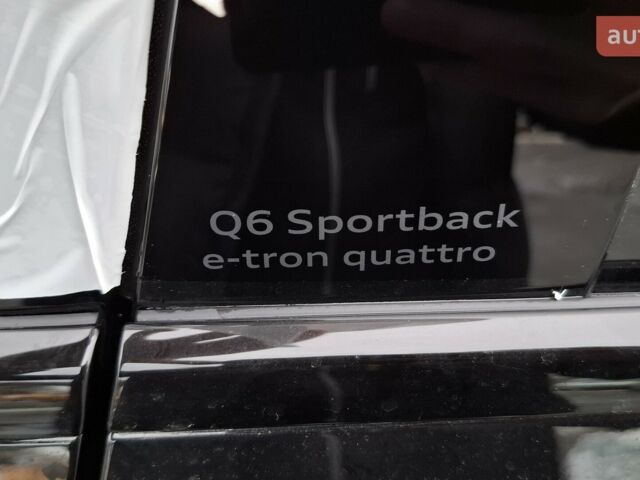 Q6 Sportback
e-tron quattro